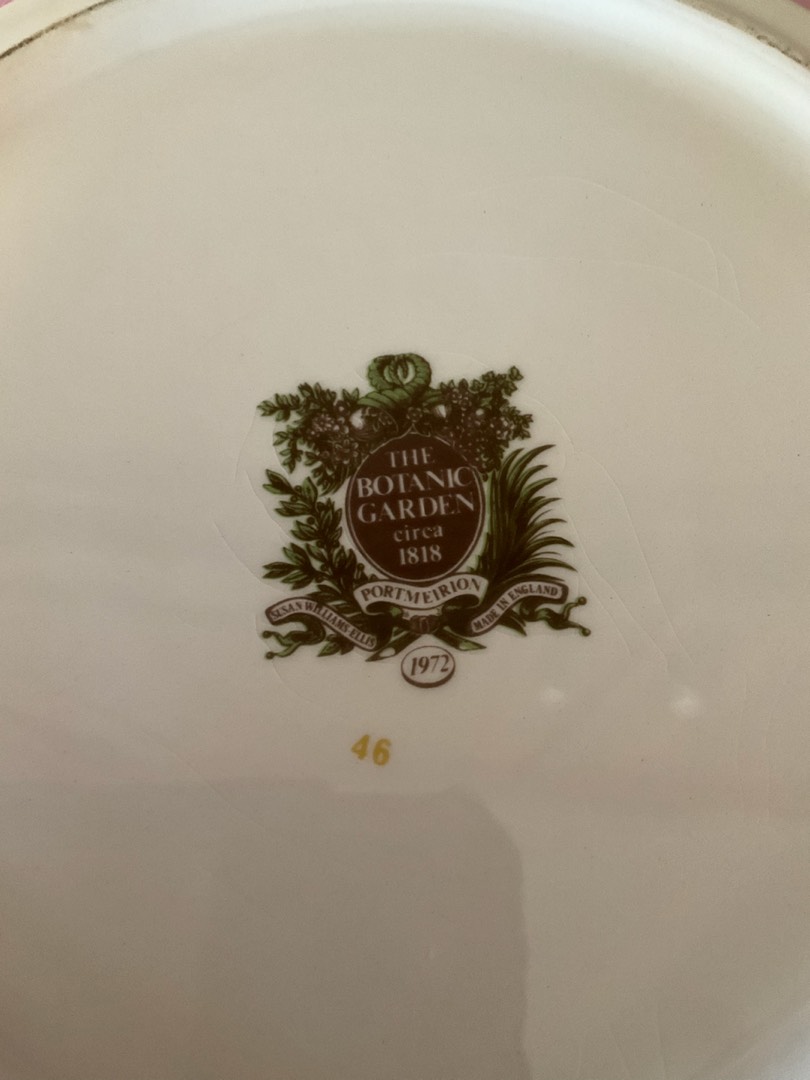 THE
BOTANIC
GARDEN
circa
1818
PORTMEIRION
SUSAN WILLIAMS-ELLIS
MADE IN ENGLAND
1972
46